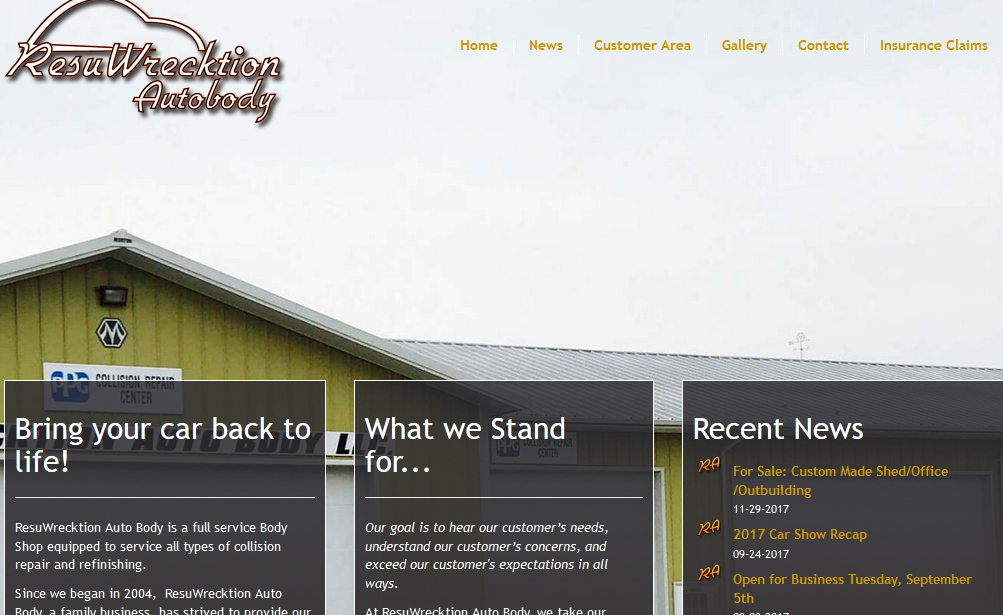 ResuWrecktion
Autobody
Home News Customer Area Gallery Contact Insurance Claims
PPG COLLISION REPAIR
CENTER
AUTO BODY
Bring your car back to
life!
ResuWrecktion Auto Body is a full service Body
Shop equipped to service all types of collision
repair and refinishing.
Since we began in 2004, ResuWrecktion Auto
Body, a family business, has strived to provide our
What we Stand
for...
Our goal is to hear our customer's needs,
understand our customer's concerns, and
exceed our customer's expectations in all
ways.
At ResuWrecktion Auto Body, we take our
Recent News
RA
For Sale: Custom Made Shed/Office
/Outbuilding
11-29-2017
RA
2017 Car Show Recap
09-24-2017
RA
Open for Business Tuesday, September
5th